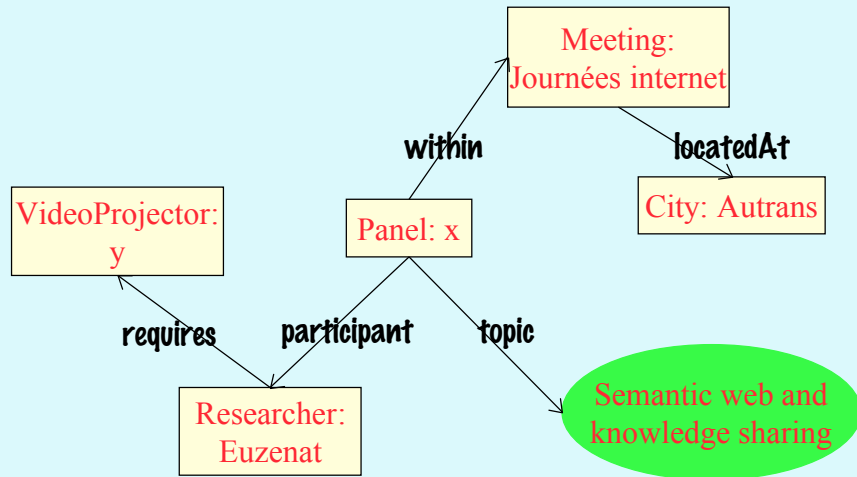 Meeting:
Journées internet
within
locatedAt
VideoProjector:
y
Panel: x
City: Autrans
requires
participant
topic
Researcher:
Euzenat
Semantic web and
knowledge sharing